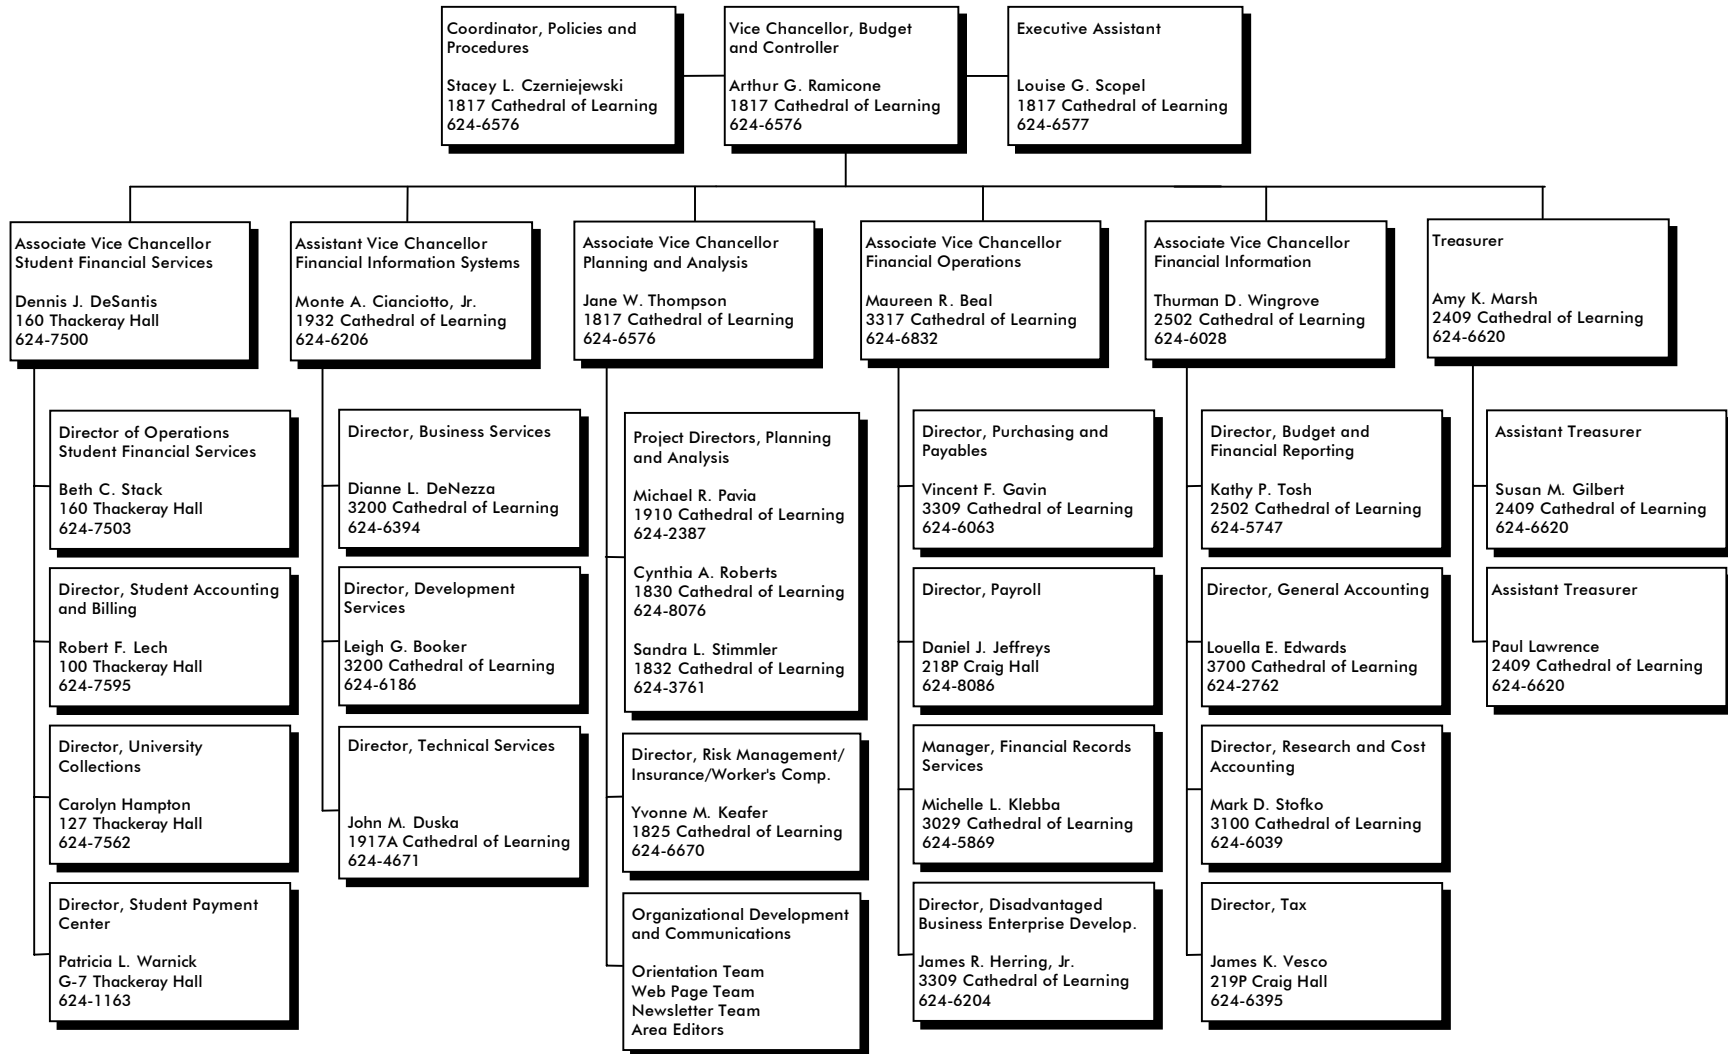 Coordinator, Policies and
Procedures
Stacey L. Czerniejewski
1817 Cathedral of Learning
624-6576
Vice Chancellor, Budget
and Controller
Arthur G. Ramicone
1817 Cathedral of Learning
624-6576
Executive Assistant
Louise G. Scopel
1817 Cathedral of Learning
624-6577
Associate Vice Chancellor
Student Financial Services
Dennis J. DeSantis
160 Thackeray Hall
624-7500
Assistant Vice Chancellor
Financial Information Systems
Monte A. Cianciotto, Jr.
1932 Cathedral of Learning
624-6206
Associate Vice Chancellor
Planning and Analysis
Jane W. Thompson
1817 Cathedral of Learning
624-6576
Associate Vice Chancellor
Financial Operations
Maureen R. Beal
3317 Cathedral of Learning
624-6832
Associate Vice Chancellor
Financial Information
Thurman D. Wingrove
2502 Cathedral of Learning
624-6028
Treasurer
Amy K. Marsh
2409 Cathedral of Learning
624-6620
Director of Operations
Student Financial Services
Beth C. Stack
160 Thackeray Hall
624-7503
Director, Student Accounting
and Billing
Robert F. Lech
100 Thackeray Hall
624-7595
Director, University
Collections
Carolyn Hampton
127 Thackeray Hall
624-7562
Director, Student Payment
Center
Patricia L. Warnick
G-7 Thackeray Hall
624-1163
Director, Business Services
Dianne L. DeNezza
3200 Cathedral of Learning
624-6394
Director, Development
Services
Leigh G. Booker
3200 Cathedral of Learning
624-6186
Director, Technical Services
John M. Duska
1917A Cathedral of Learning
624-4671
Project Directors, Planning
and Analysis
Michael R. Pavia
1910 Cathedral of Learning
624-2387
Cynthia A. Roberts
1830 Cathedral of Learning
624-8076
Sandra L. Stimmler
1832 Cathedral of Learning
624-3761
Director, Risk Management/
Insurance/Worker's Comp.
Yvonne M. Keafer
1825 Cathedral of Learning
624-6670
Organizational Development
and Communications
Orientation Team
Web Page Team
Newsletter Team
Area Editors
Director, Purchasing and
Payables
Vincent F. Gavin
3309 Cathedral of Learning
624-6063
Director, Payroll
Daniel J. Jeffreys
218P Craig Hall
624-8086
Manager, Financial Records
Services
Michelle L. Klebba
3029 Cathedral of Learning
624-5869
Director, Disadvantaged
Business Enterprise Develop.
James R. Herring, Jr.
3309 Cathedral of Learning
624-6204
Director, Budget and
Financial Reporting
Kathy P. Tosh
2502 Cathedral of Learning
624-5747
Director, General Accounting
Louella E. Edwards
3700 Cathedral of Learning
624-2762
Director, Research and Cost
Accounting
Mark D. Stofko
3100 Cathedral of Learning
624-6039
Director, Tax
James K. Vesco
219P Craig Hall
624-6395
Assistant Treasurer
Susan M. Gilbert
2409 Cathedral of Learning
624-6620
Assistant Treasurer
Paul Lawrence
2409 Cathedral of Learning
624-6620